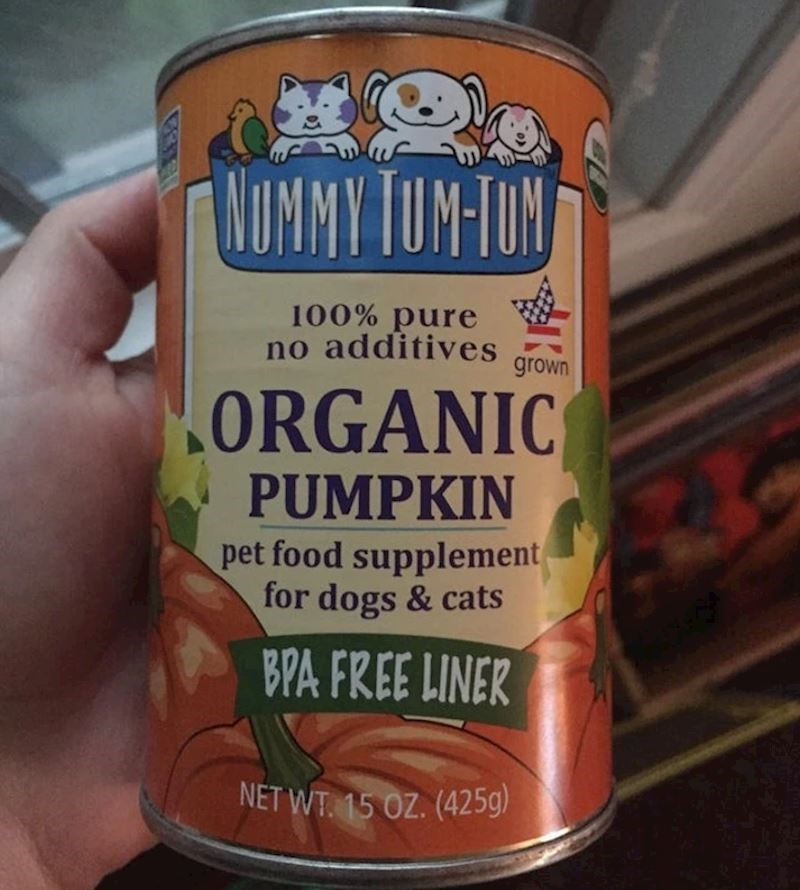 NUMMY TUM-TUM
100% pure
no additives
grown
ORGANIC
PUMPKIN
pet food supplement
for dogs & cats
BPA FREE LINER
NET WT. 15 OZ. (425g)